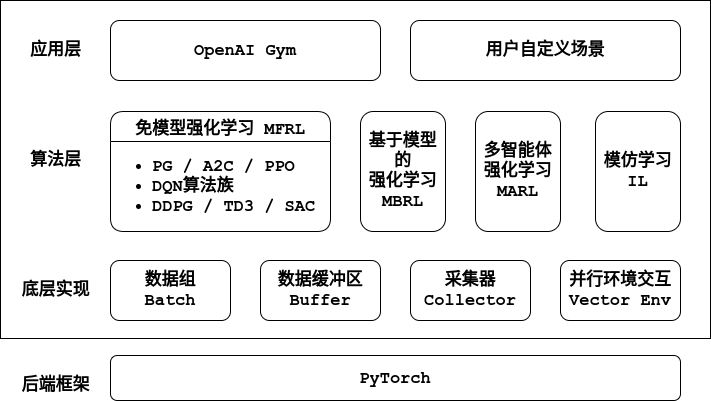 应用层
OpenAI Gym
用户自定义场景
算法层
免模型强化学习 MFRL
• PG / A2C / PPO
• DQN算法族
• DDPG / TD3 / SAC
基于模型
的
强化学习
MBRL
多智能体
强化学习
MARL
模仿学习
IL
底层实现
数据组
Batch
数据缓冲区
Buffer
采集器
Collector
并行环境交互
Vector Env
后端框架
PyTorch